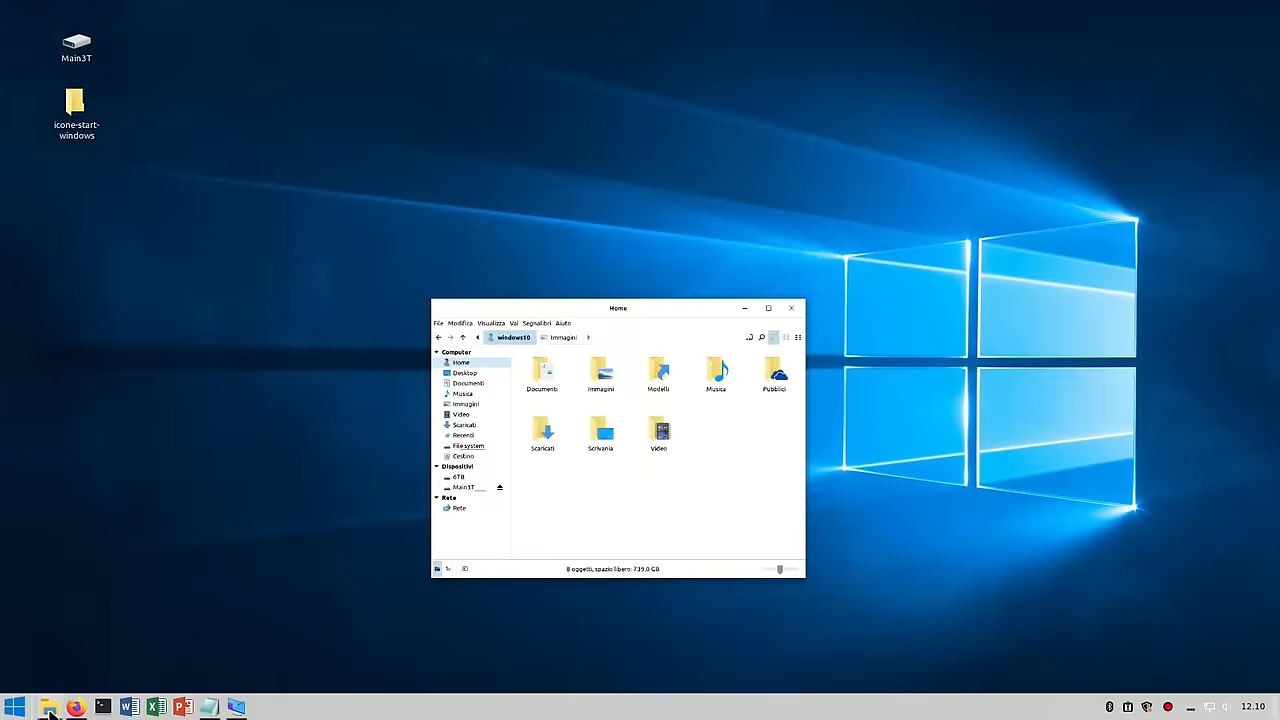 Main3T
icone-start-
windows
Home
File Modifica Visualizza Vai Segnalibri Aiuto
windows10 Immagini
Computer
Home
Desktop
Documenti
Musica
Immagini
Video
Scaricati
Recenti
File system
Cestino
Dispositivi
6TB
Main3T
Rete
Rete
Documenti Immagini Modelli Musica Pubblici
Scaricati Scrivania Video
8 oggetti, spazio libero: 739,0 GB
12.10